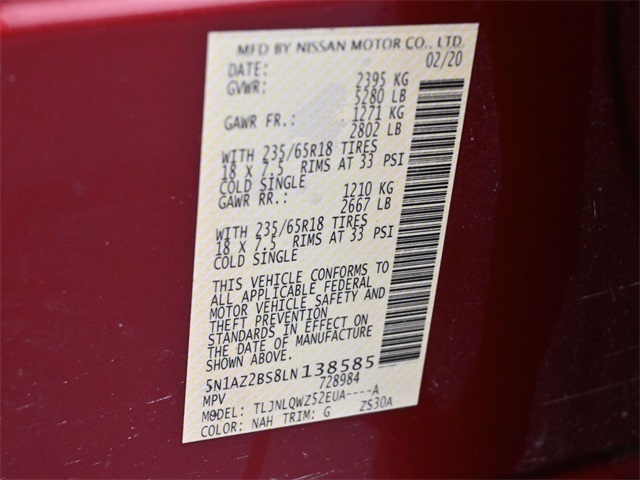 MFD BY NISSAN MOTOR CO., LTD.
DATE: 02/20
GVWR: 2395 KG
5280 LB
GAWR FR.: 1271 KG
2802 LB
WITH 235/65R18 TIRES
18 X 7.5 RIMS AT 33 PSI
COLD SINGLE
GAWR RR.: 1210 KG
2667 LB
WITH 235/65R18 TIRES
18 X 7.5 RIMS AT 33 PSI
COLD SINGLE
THIS VEHICLE CONFORMS TO
ALL APPLICABLE FEDERAL
MOTOR VEHICLE SAFETY AND
THEFT PREVENTION
STANDARDS IN EFFECT ON
THE DATE OF MANUFACTURE
SHOWN ABOVE.
5N1AZ2BS8LN138585
MPV 728984
MODEL: TLJNLQWZ52EUA----A
COLOR: NAH TRIM: G ZS30A